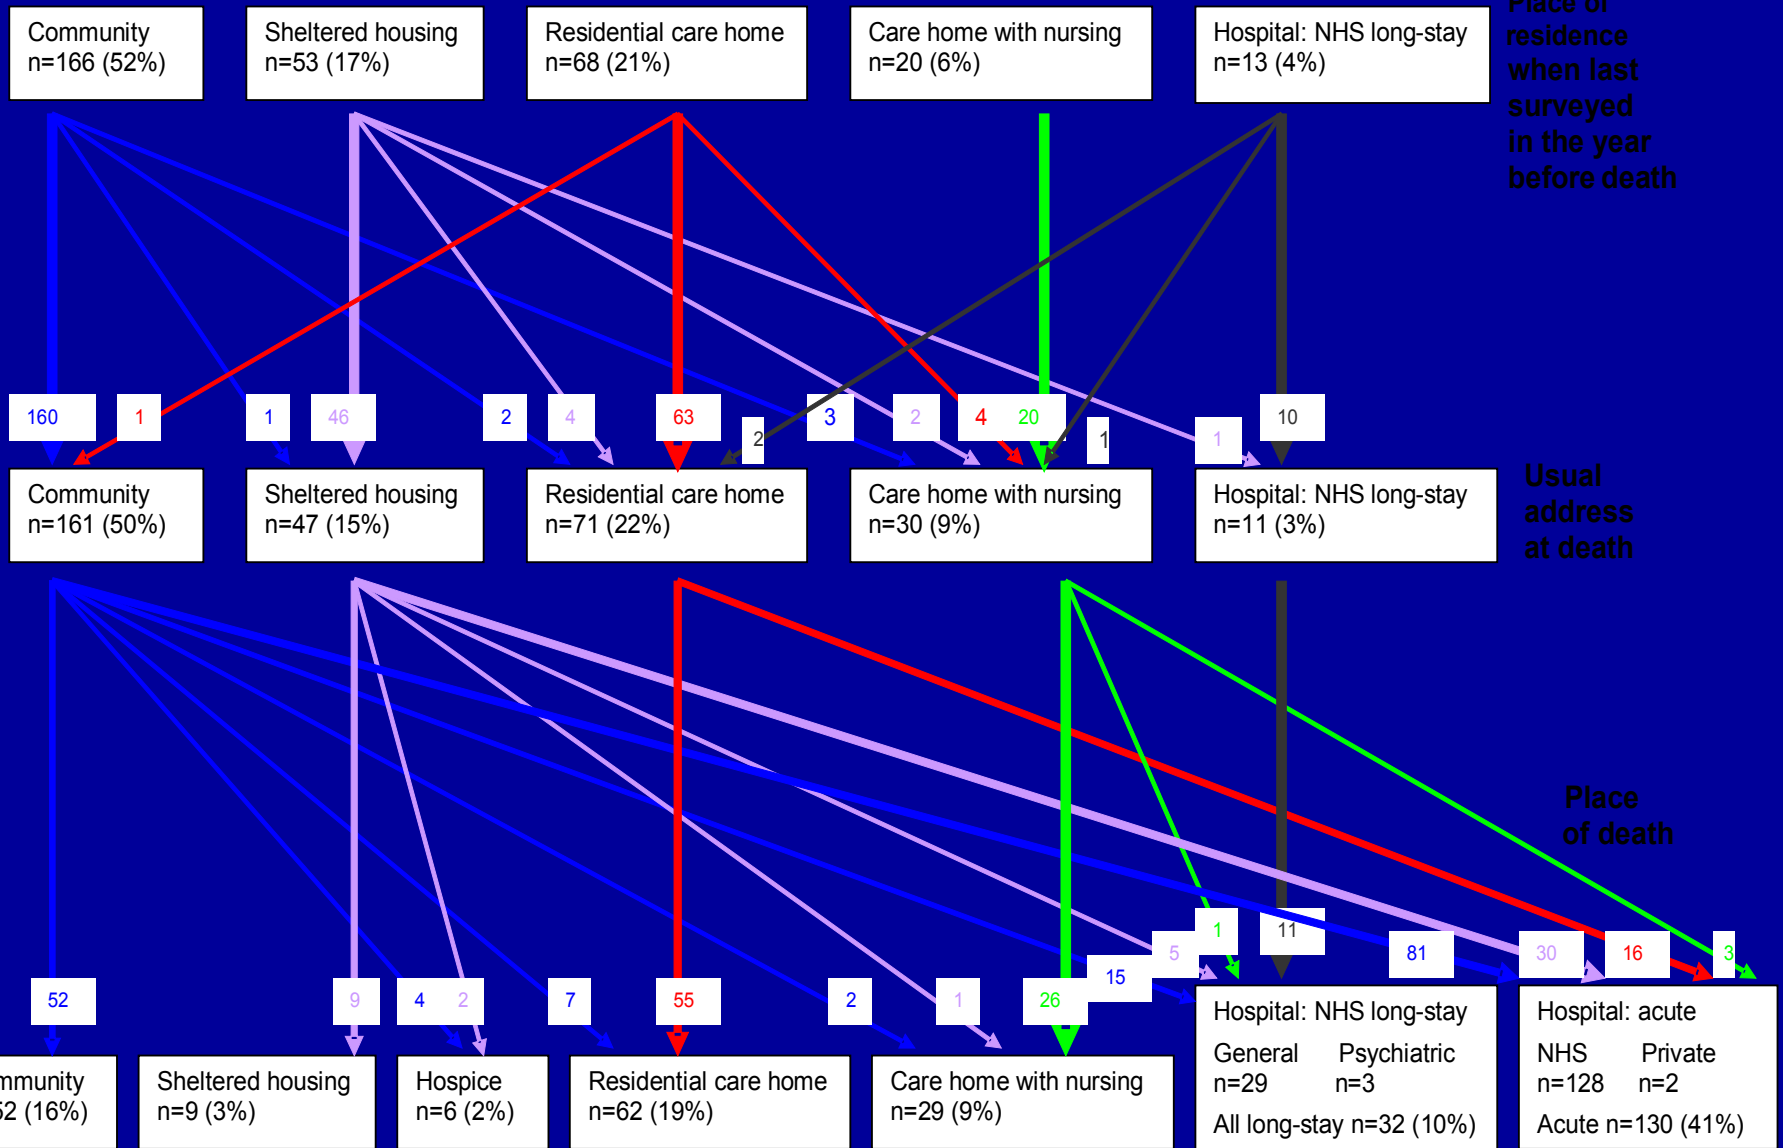 Place of
residence
when last
surveyed
in the year
before death
Community
n=166 (52%)
Sheltered housing
n=53 (17%)
Residential care home
n=68 (21%)
Care home with nursing
n=20 (6%)
Hospital: NHS long-stay
n=13 (4%)
160
1
1
46
2
4
63
2
3
2
4
20
1
1
10
Community
n=161 (50%)
Sheltered housing
n=47 (15%)
Residential care home
n=71 (22%)
Care home with nursing
n=30 (9%)
Hospital: NHS long-stay
n=11 (3%)
Usual
address
at death
Place
of death
52
9
4
2
7
55
2
1
26
15
5
1
11
81
30
16
3
mmunity
52 (16%)
Sheltered housing
n=9 (3%)
Hospice
n=6 (2%)
Residential care home
n=62 (19%)
Care home with nursing
n=29 (9%)
Hospital: NHS long-stay
General Psychiatric
n=29 n=3
All long-stay n=32 (10%)
Hospital: acute
NHS Private
n=128 n=2
Acute n=130 (41%)